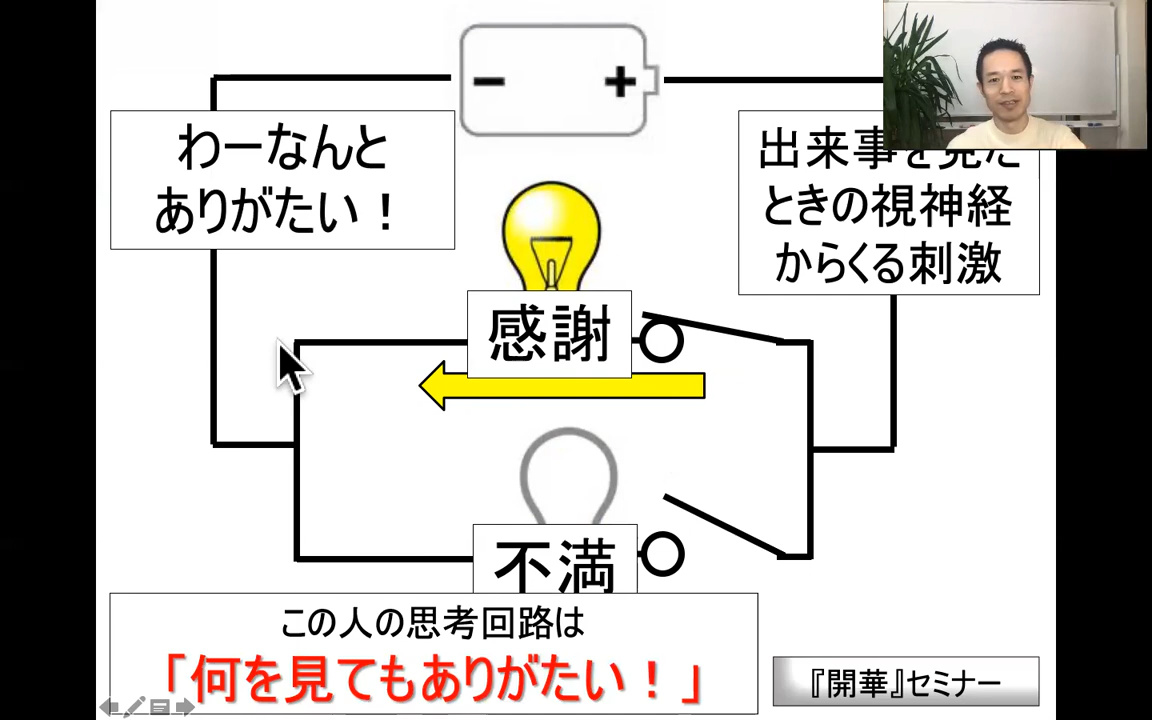 − +
わーなんと
ありがたい！
出来事を見た
ときの視神経
からくる刺激
感謝
不満
この人の思考回路は
「何を見てもありがたい！」
『開華』セミナー